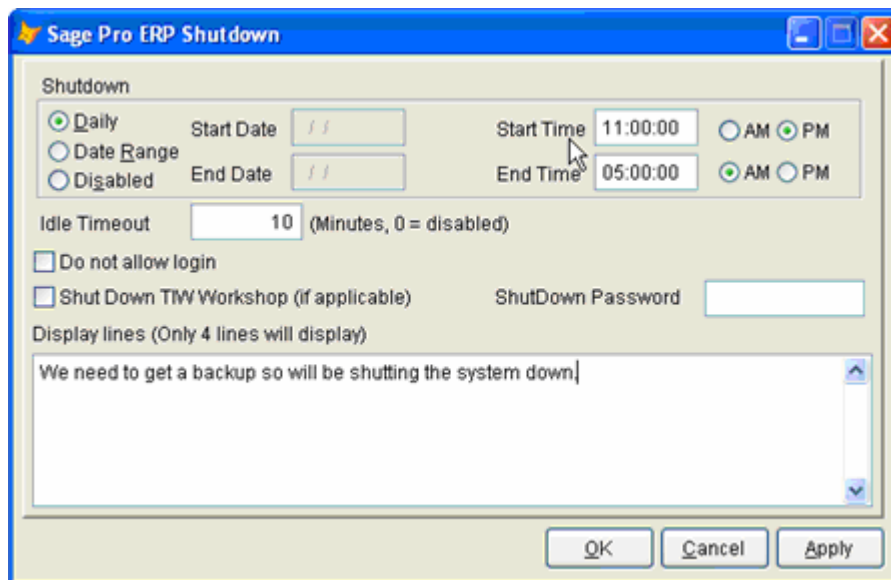 Sage Pro ERP Shutdown
Shutdown
Daily
Start Date / /
Start Time 11:00:00 AM PM
Date Range
Disabled
End Date / /
End Time 05:00:00 AM PM
Idle Timeout 10 (Minutes, 0 = disabled)
Do not allow login
Shut Down TIW Workshop (if applicable) ShutDown Password
Display lines (Only 4 lines will display)
We need to get a backup so will be shutting the system down.
OK Cancel Apply